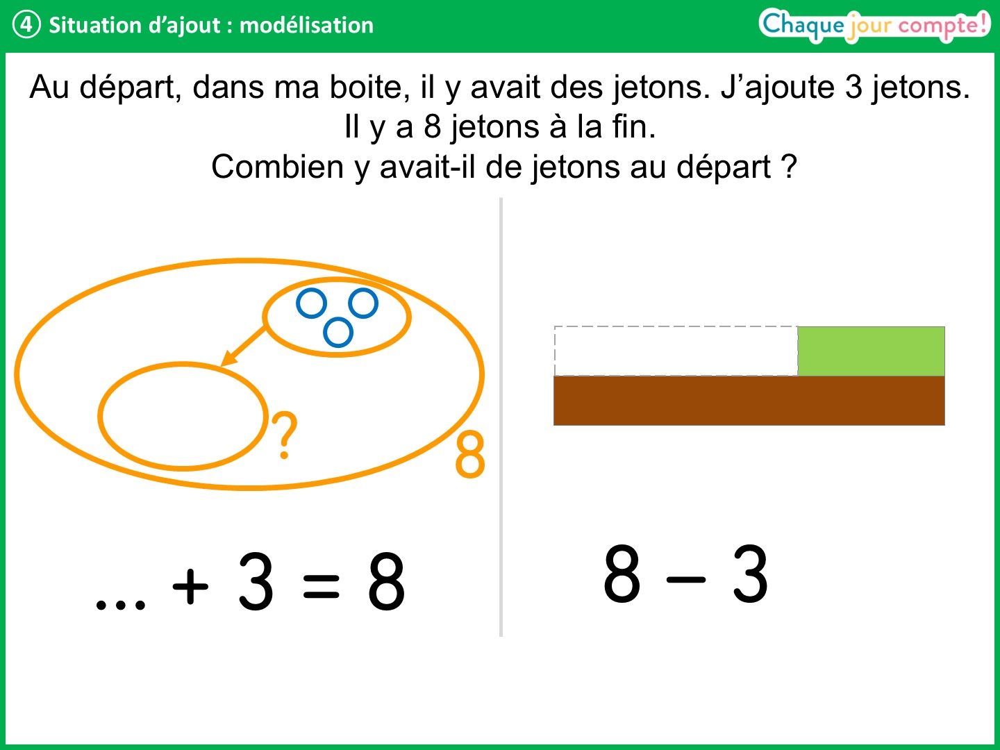 ④ Situation d’ajout : modélisation
Chaque jour compte!
Au départ, dans ma boite, il y avait des jetons. J’ajoute 3 jetons.
Il y a 8 jetons à la fin.
Combien y avait-il de jetons au départ ?
?
8
... + 3 = 8
8 – 3